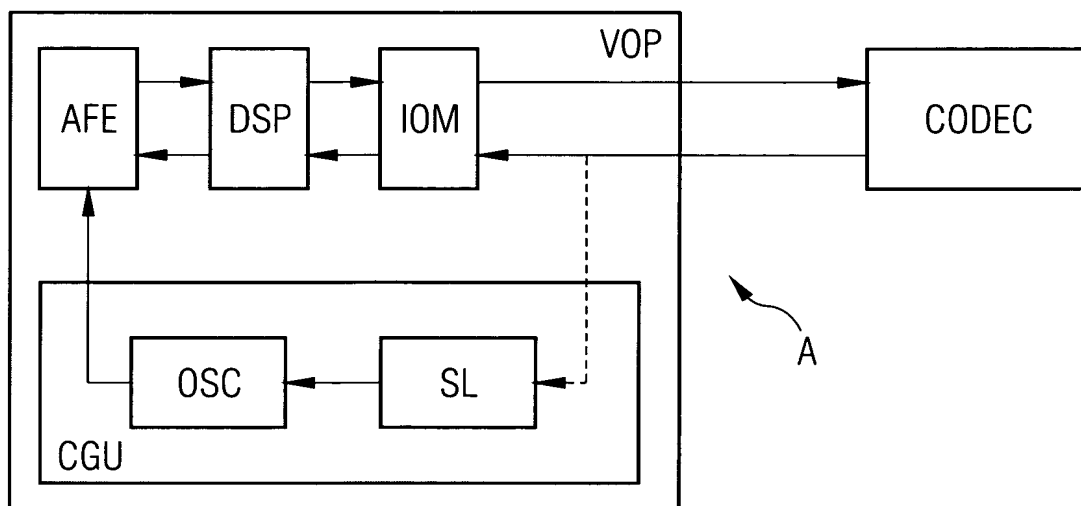 VOP
AFE
DSP
IOM
CODEC
A
OSC
SL
CGU